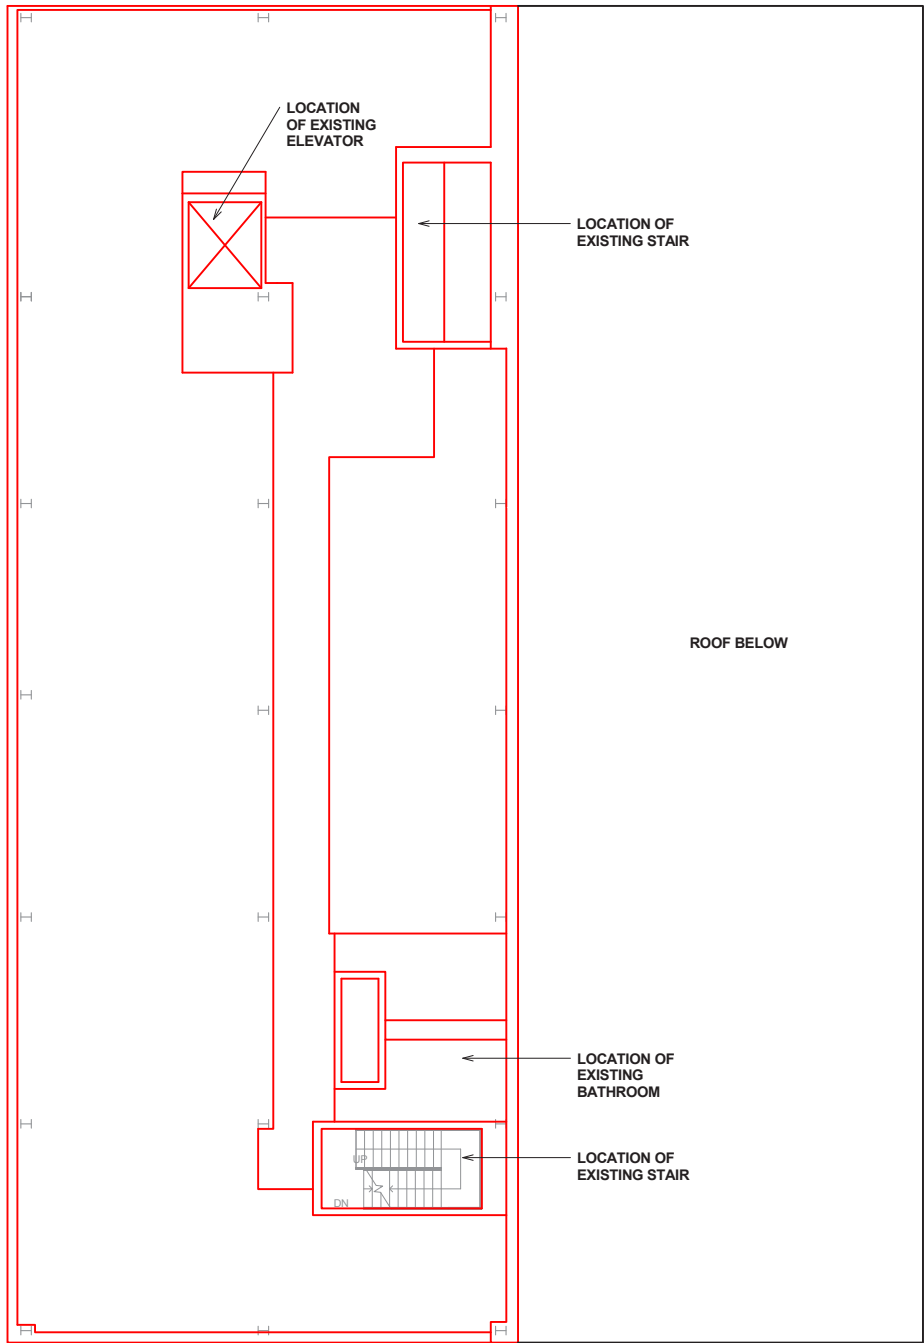 LOCATION
OF EXISTING
ELEVATOR
LOCATION OF
EXISTING STAIR
ROOF BELOW
LOCATION OF
EXISTING
BATHROOM
LOCATION OF
EXISTING STAIR
UP
DN